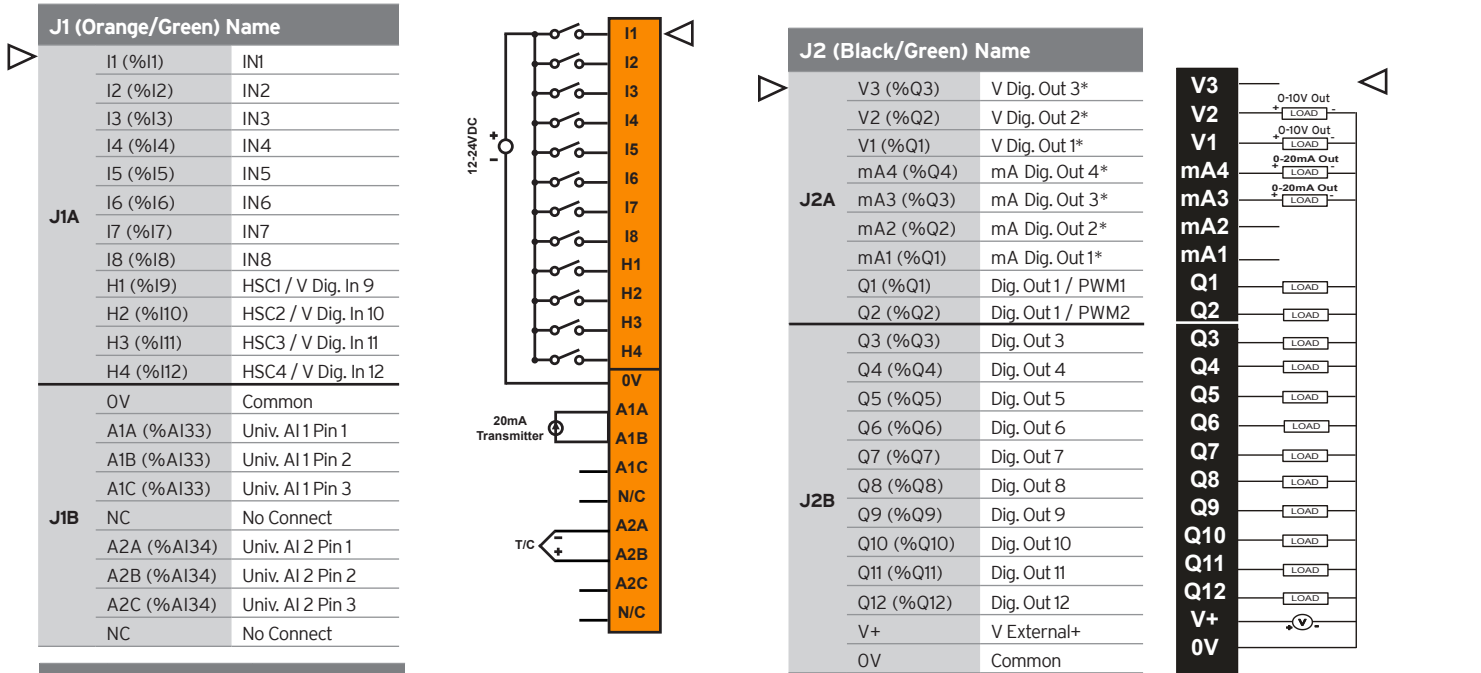 J1 (Orange/Green) Name
J1A
I1 (%I1) IN1
I2 (%I2) IN2
I3 (%I3) IN3
I4 (%I4) IN4
I5 (%I5) IN5
I6 (%I6) IN6
I7 (%I7) IN7
I8 (%I8) IN8
H1 (%I9) HSC1 / V Dig. In 9
H2 (%I10) HSC2 / V Dig. In 10
H3 (%I11) HSC3 / V Dig. In 11
H4 (%I12) HSC4 / V Dig. In 12
J1B
0V Common
A1A (%AI33) Univ. AI 1 Pin 1
A1B (%AI33) Univ. AI 1 Pin 2
A1C (%AI33) Univ. AI 1 Pin 3
NC No Connect
A2A (%AI34) Univ. AI 2 Pin 1
A2B (%AI34) Univ. AI 2 Pin 2
A2C (%AI34) Univ. AI 2 Pin 3
NC No Connect
12-24VDC
+
-
I1
I2
I3
I4
I5
I6
I7
I8
H1
H2
H3
H4
0V
20mA
Transmitter
A1A
A1B
A1C
N/C
T/C
-
+
A2A
A2B
A2C
N/C
J2 (Black/Green) Name
J2A
V3 (%Q3) V Dig. Out 3*
V2 (%Q2) V Dig. Out 2*
V1 (%Q1) V Dig. Out 1*
mA4 (%Q4) mA Dig. Out 4*
mA3 (%Q3) mA Dig. Out 3*
mA2 (%Q2) mA Dig. Out 2*
mA1 (%Q1) mA Dig. Out 1*
Q1 (%Q1) Dig. Out 1 / PWM1
Q2 (%Q2) Dig. Out 1 / PWM2
J2B
Q3 (%Q3) Dig. Out 3
Q4 (%Q4) Dig. Out 4
Q5 (%Q5) Dig. Out 5
Q6 (%Q6) Dig. Out 6
Q7 (%Q7) Dig. Out 7
Q8 (%Q8) Dig. Out 8
Q9 (%Q9) Dig. Out 9
Q10 (%Q10) Dig. Out 10
Q11 (%Q11) Dig. Out 11
Q12 (%Q12) Dig. Out 12
V+ V External+
0V Common
V3
0-10V Out
V2 + LOAD -
0-10V Out
V1 + LOAD -
0-20mA Out
mA4 + LOAD -
0-20mA Out
mA3 + LOAD -
mA2
mA1
Q1 LOAD
Q2 LOAD
Q3 LOAD
Q4 LOAD
Q5 LOAD
Q6 LOAD
Q7 LOAD
Q8 LOAD
Q9 LOAD
Q10 LOAD
Q11 LOAD
Q12 LOAD
V+ + V -
0V